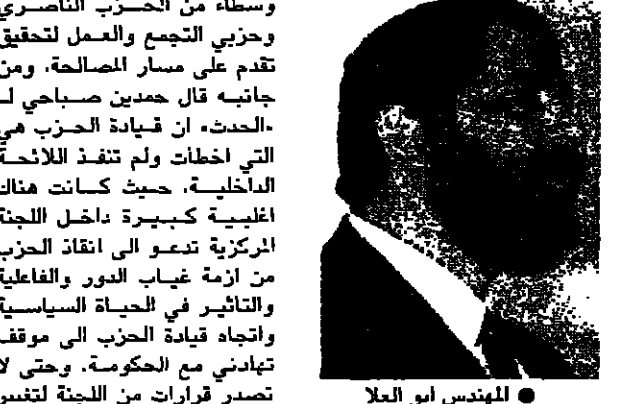 وسطاء من الحزب الناصري
وحزبي التجمع والعمل لتحقيق
تقدم على مسار المصالحة. ومن
جانبه قال حمدين صباحي لـ
«الحدث» ان قيادة الحزب هي
التي اخطأت ولم تنفذ اللائحة
الداخلية، حيث كانت هناك
اغلبية كبيرة داخل اللجنة
المركزية تدعو الى انقاذ الحزب
من ازمة غياب الدور والفاعلية
والتأثير في الحياة السياسية
واتجاه قيادة الحزب الى موقف
تهادني مع الحكومة. وحتى لا
تصدر قرارات من اللجنة لتغيير
● المهندس ابو العلا